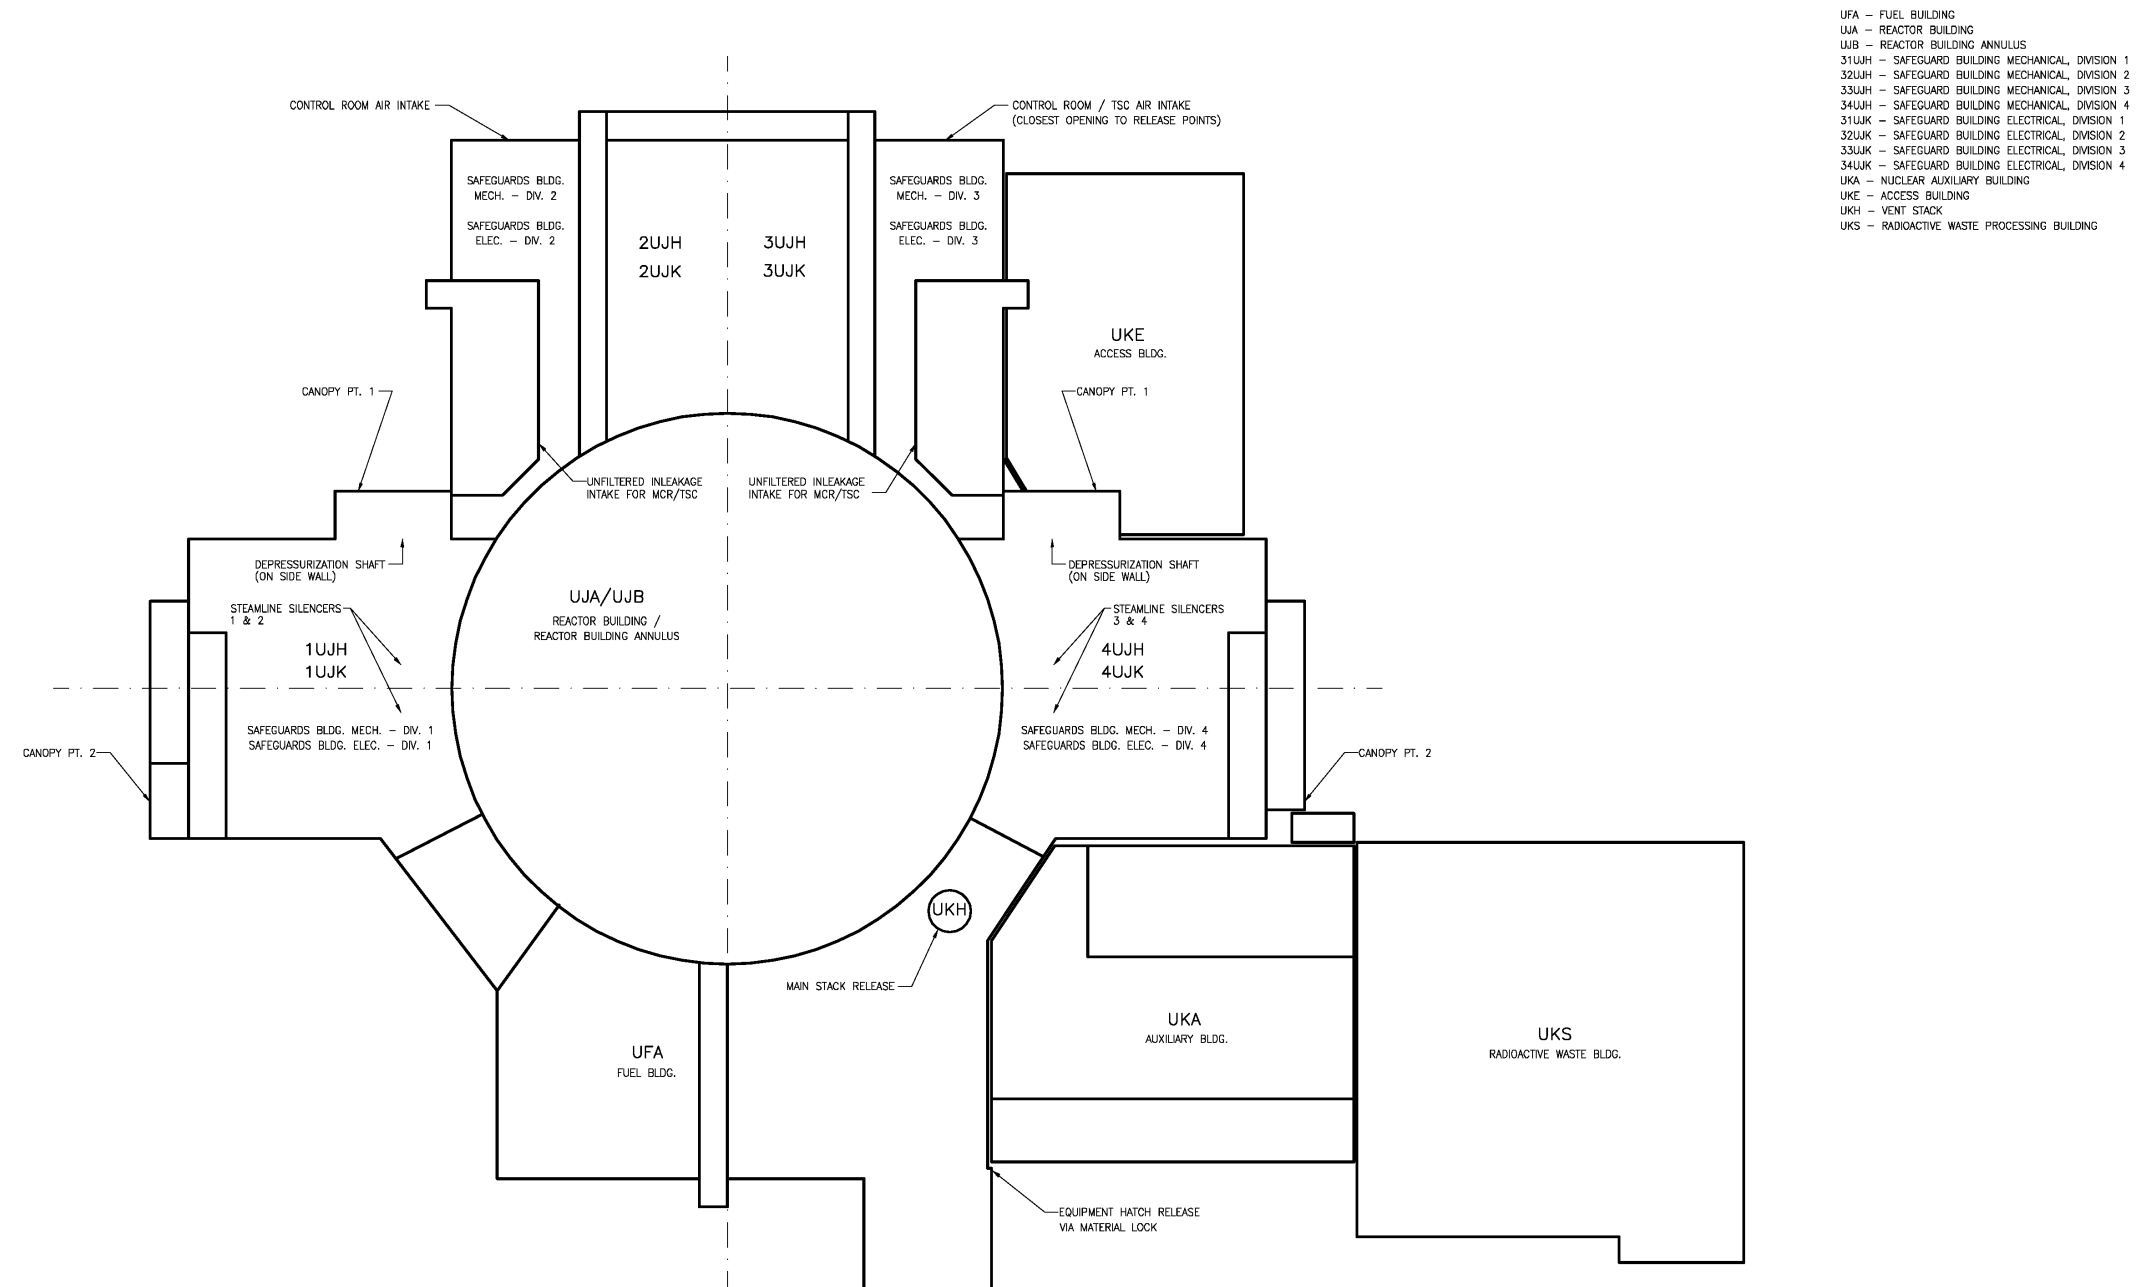 UFA – FUEL BUILDING
UJA – REACTOR BUILDING
UJB – REACTOR BUILDING ANNULUS
31UJH – SAFEGUARD BUILDING MECHANICAL, DIVISION 1
32UJH – SAFEGUARD BUILDING MECHANICAL, DIVISION 2
33UJH – SAFEGUARD BUILDING MECHANICAL, DIVISION 3
34UJH – SAFEGUARD BUILDING MECHANICAL, DIVISION 4
31UJK – SAFEGUARD BUILDING ELECTRICAL, DIVISION 1
32UJK – SAFEGUARD BUILDING ELECTRICAL, DIVISION 2
33UJK – SAFEGUARD BUILDING ELECTRICAL, DIVISION 3
34UJK – SAFEGUARD BUILDING ELECTRICAL, DIVISION 4
UKA – NUCLEAR AUXILIARY BUILDING
UKE – ACCESS BUILDING
UKH – VENT STACK
UKS – RADIOACTIVE WASTE PROCESSING BUILDING
CONTROL ROOM AIR INTAKE
CONTROL ROOM / TSC AIR INTAKE
(CLOSEST OPENING TO RELEASE POINTS)
SAFEGUARDS BLDG.
MECH. – DIV. 2
SAFEGUARDS BLDG.
ELEC. – DIV. 2
2UJH
2UJK
3UJH
3UJK
SAFEGUARDS BLDG.
MECH. – DIV. 3
SAFEGUARDS BLDG.
ELEC. – DIV. 3
UKE
ACCESS BLDG.
CANOPY PT. 1
CANOPY PT. 1
UNFILTERED INLEAKAGE
INTAKE FOR MCR/TSC
UNFILTERED INLEAKAGE
INTAKE FOR MCR/TSC
DEPRESSURIZATION SHAFT
(ON SIDE WALL)
DEPRESSURIZATION SHAFT
(ON SIDE WALL)
STEAMLINE SILENCERS
1 & 2
1UJH
1UJK
UJA/UJB
REACTOR BUILDING /
REACTOR BUILDING ANNULUS
STEAMLINE SILENCERS
3 & 4
4UJH
4UJK
SAFEGUARDS BLDG. MECH. – DIV. 1
SAFEGUARDS BLDG. ELEC. – DIV. 1
SAFEGUARDS BLDG. MECH. – DIV. 4
SAFEGUARDS BLDG. ELEC. – DIV. 4
CANOPY PT. 2
CANOPY PT. 2
UKH
MAIN STACK RELEASE
UFA
FUEL BLDG.
UKA
AUXILIARY BLDG.
UKS
RADIOACTIVE WASTE BLDG.
EQUIPMENT HATCH RELEASE
VIA MATERIAL LOCK